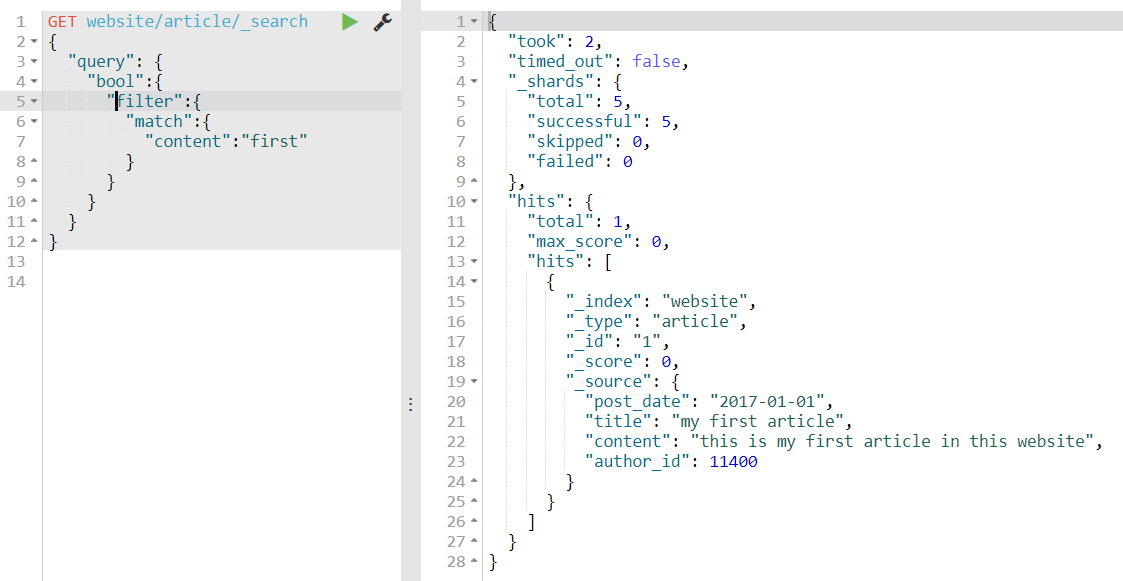 1 GET website/article/_search
2 {
3 "query": {
4 "bool":{
5 "filter":{
6 "match":{
7 "content":"first"
8 }
9 }
10 }
11 }
12 }
13
14
1 {
2 "took": 2,
3 "timed_out": false,
4 "_shards": {
5 "total": 5,
6 "successful": 5,
7 "skipped": 0,
8 "failed": 0
9 },
10 "hits": {
11 "total": 1,
12 "max_score": 0,
13 "hits": [
14 {
15 "_index": "website",
16 "_type": "article",
17 "_id": "1",
18 "_score": 0,
19 "_source": {
20 "post_date": "2017-01-01",
21 "title": "my first article",
22 "content": "this is my first article in this website",
23 "author_id": 11400
24 }
25 }
26 ]
27 }
28 }